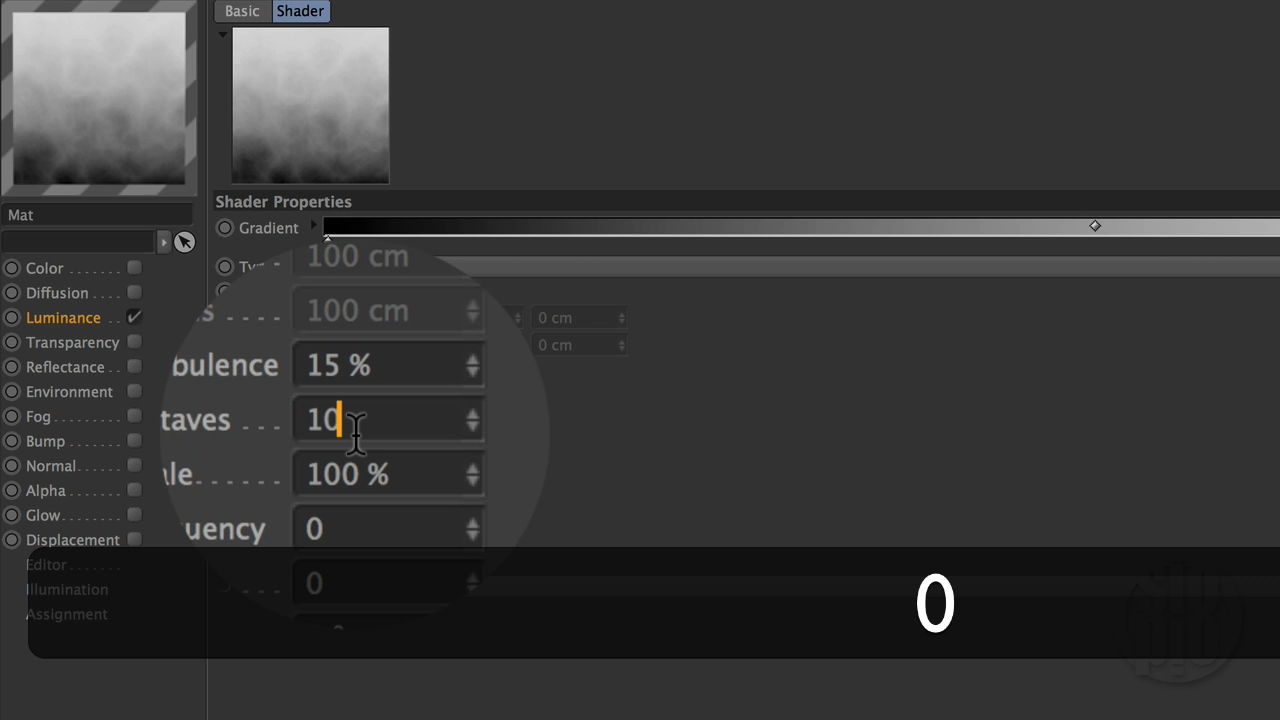 Basic Shader
Shader Properties
Mat
Gradient
Color
Diffusion
Luminance
Transparency
Reflectance
Environment
Fog
Bump
Normal
Alpha
Glow
Displacement
Editor
Illumination
Assignment
100 cm
100 cm
0 cm
0 cm
bulence 15 %
taves 10
ale 100 %
uency 0
0
0